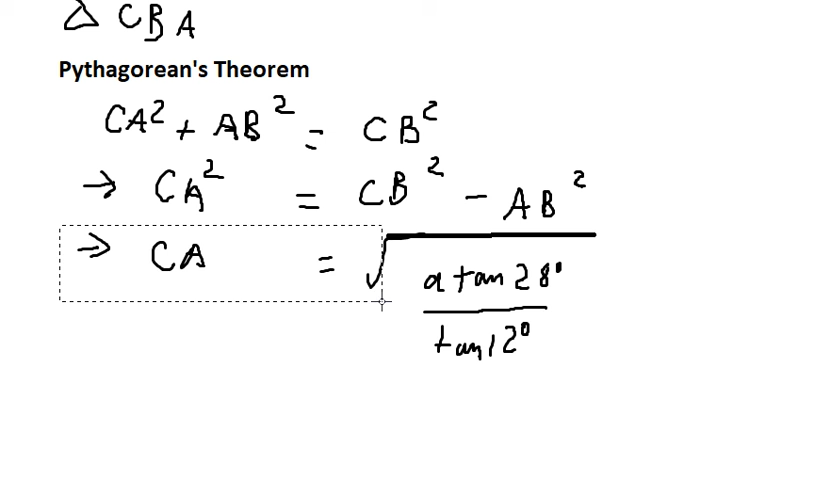 △ CBA
Pythagorean's Theorem
CA² + AB² = CB²
→ CA² = CB² - AB²
⇒ CA = √
a tan 28°
tan 12°